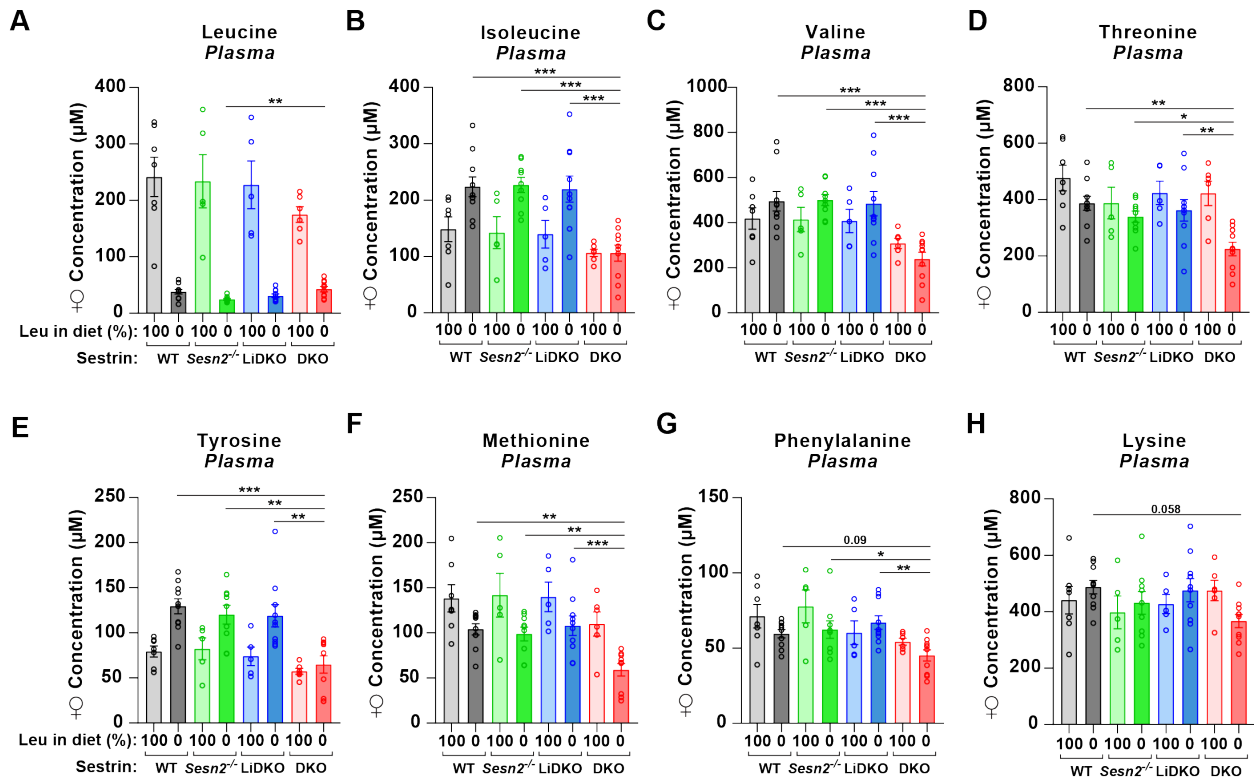 A
Leucine
Plasma
♀ Concentration (µM)
400
300
200
100
0
**
Leu in diet (%):
100 0 100 0 100 0 100 0
Sestrin:
WT Sesn2-/- LiDKO DKO
B
Isoleucine
Plasma
♀ Concentration (µM)
400
300
200
100
0
***
***
***
100 0 100 0 100 0 100 0
WT Sesn2-/- LiDKO DKO
C
Valine
Plasma
♀ Concentration (µM)
1000
800
600
400
200
0
***
***
***
100 0 100 0 100 0 100 0
WT Sesn2-/- LiDKO DKO
D
Threonine
Plasma
♀ Concentration (µM)
800
600
400
200
0
**
*
**
100 0 100 0 100 0 100 0
WT Sesn2-/- LiDKO DKO
E
Tyrosine
Plasma
♀ Concentration (µM)
250
200
150
100
50
0
***
**
**
Leu in diet (%):
100 0 100 0 100 0 100 0
Sestrin:
WT Sesn2-/- LiDKO DKO
F
Methionine
Plasma
♀ Concentration (µM)
250
200
150
100
50
0
**
**
***
100 0 100 0 100 0 100 0
WT Sesn2-/- LiDKO DKO
G
Phenylalanine
Plasma
♀ Concentration (µM)
150
100
50
0
0.09
*
**
100 0 100 0 100 0 100 0
WT Sesn2-/- LiDKO DKO
H
Lysine
Plasma
♀ Concentration (µM)
800
600
400
200
0
0.058
100 0 100 0 100 0 100 0
WT Sesn2-/- LiDKO DKO